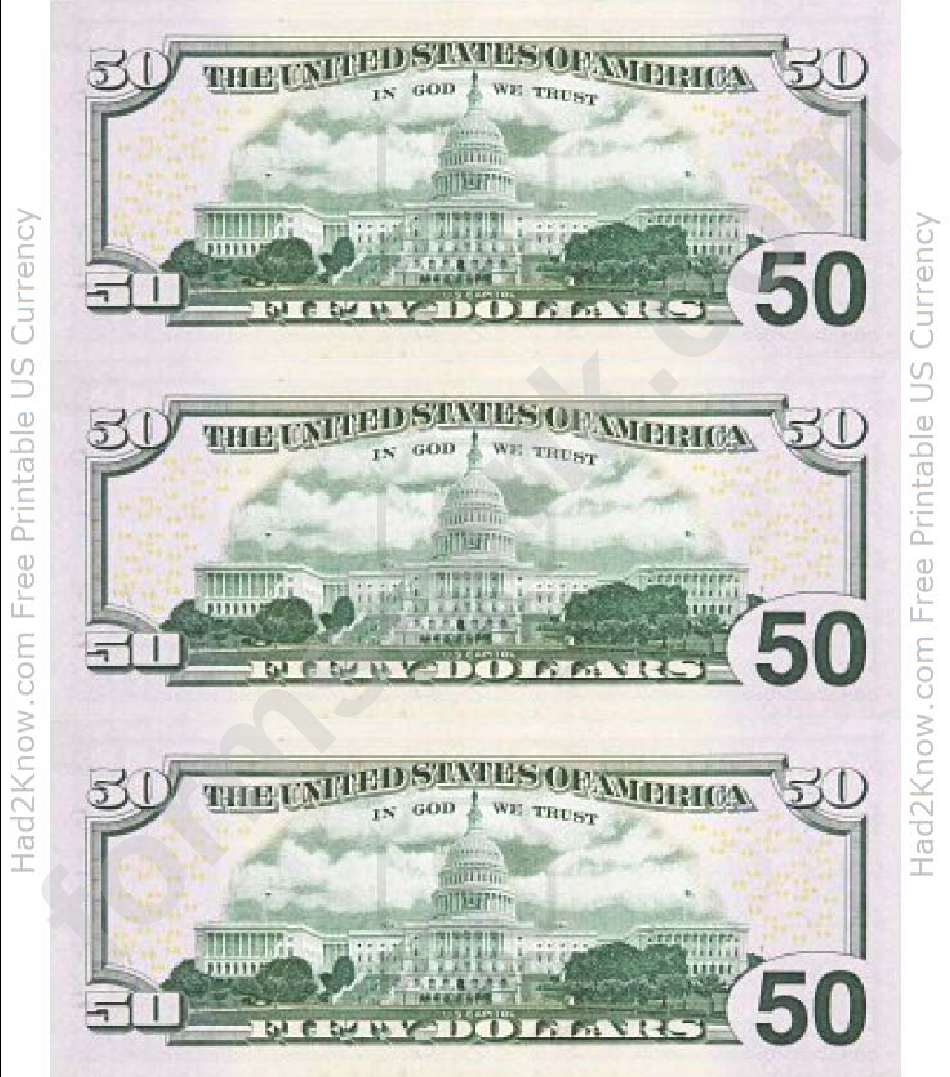 50 THE UNITED STATES OF AMERICA 50
IN GOD WE TRUST
U.S. CAPITOL
50 FIFTY DOLLARS 50
50 THE UNITED STATES OF AMERICA 50
IN GOD WE TRUST
U.S. CAPITOL
50 FIFTY DOLLARS 50
50 THE UNITED STATES OF AMERICA 50
IN GOD WE TRUST
U.S. CAPITOL
50 FIFTY DOLLARS 50
Had2Know.com Free Printable US Currency
Had2Know.com Free Printable US Currency